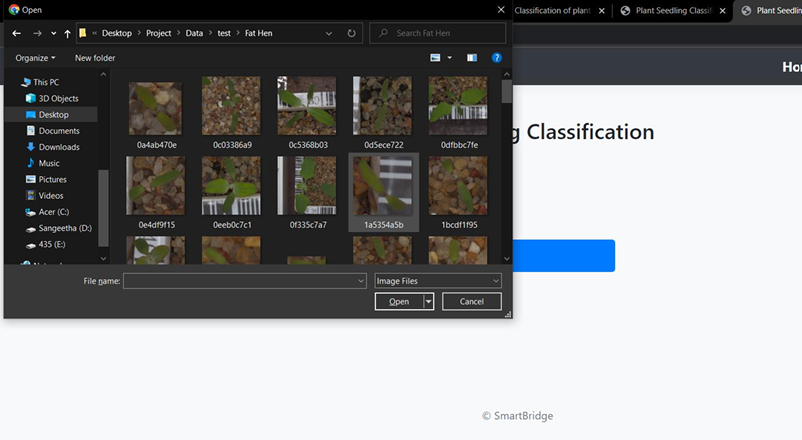 Open
Classification of plant
Plant Seedling Classif
Plant Seedlin
Desktop
Project
Data
test
Fat Hen
Search Fat Hen
Organize
New folder
Hor
This PC
3D Objects
Desktop
Documents
Downloads
Music
Pictures
Videos
Acer (C:)
Sangeetha (D:)
435 (E:)
0a4ab470e
0c03386a9
0c5368b03
0d5ece722
0dfbbc7fe
0e4df9f15
0eeb0c7c1
0f335c7a7
1a5354a5b
1bcdf1f95
g Classification
File name:
Image Files
Open
Cancel
© SmartBridge